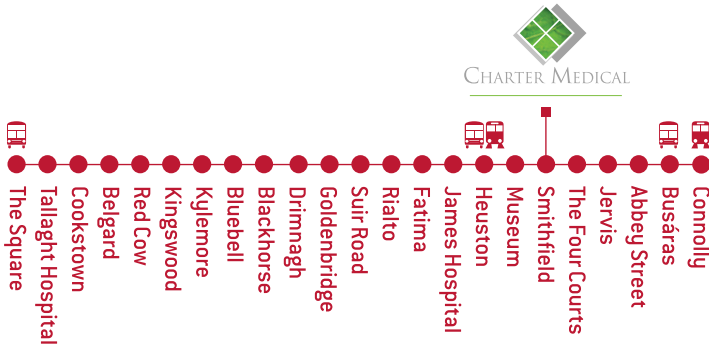 CHARTER MEDICAL
The Square
Tallaght Hospital
Cookstown
Belgard
Red Cow
Kingswood
Kylemore
Bluebell
Blackhorse
Drimnagh
Goldenbridge
Suir Road
Rialto
Fatima
James Hospital
Heuston
Museum
Smithfield
The Four Courts
Jervis
Abbey Street
Busáras
Connolly